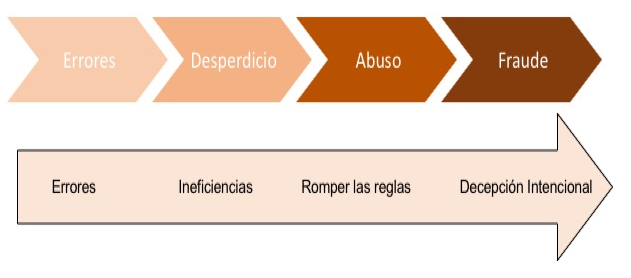 Errores Desperdicio Abuso Fraude
Errores Ineficiencias Romper las reglas Decepción Intencional